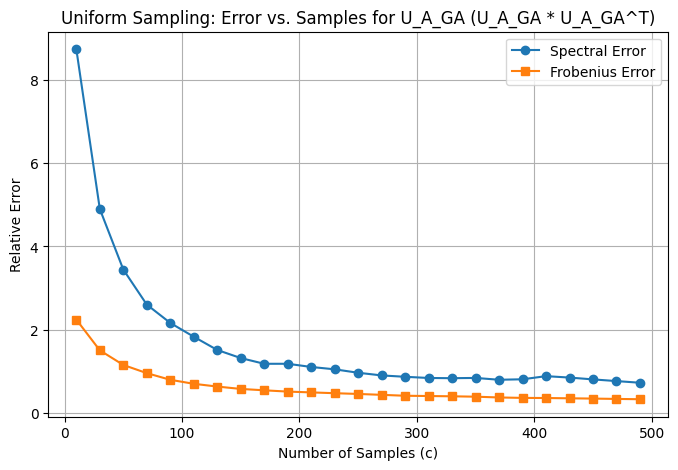 Uniform Sampling: Error vs. Samples for U_A_GA (U_A_GA * U_A_GA^T)
Spectral Error
Frobenius Error
Relative Error
8
6
4
2
0
0 100 200 300 400 500
Number of Samples (c)